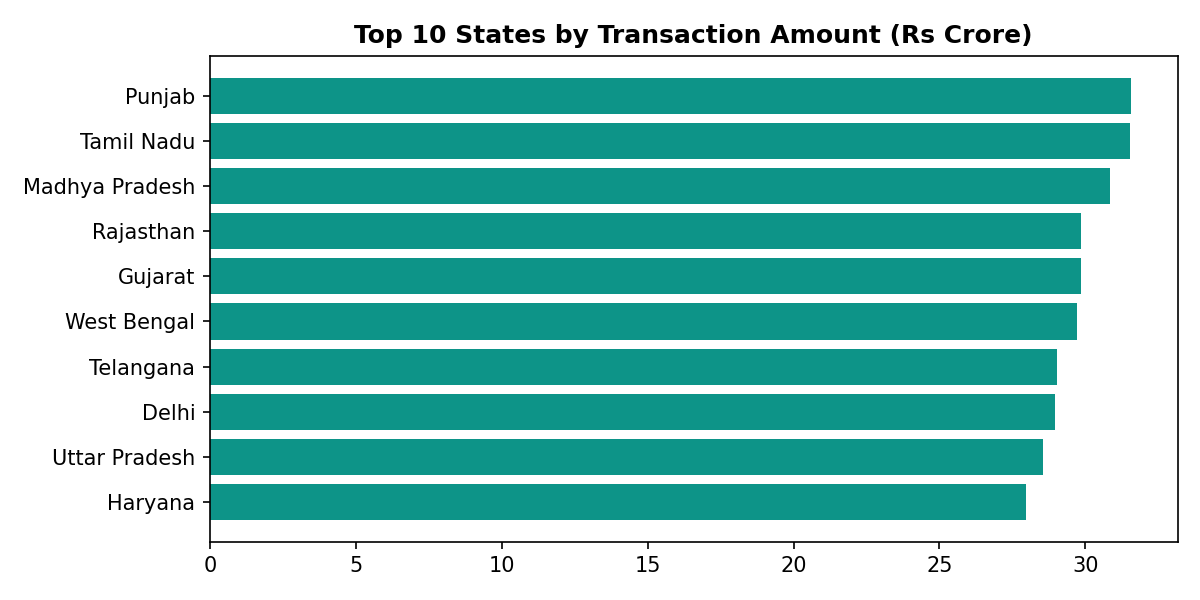 Top 10 States by Transaction Amount (Rs Crore)
Punjab
Tamil Nadu
Madhya Pradesh
Rajasthan
Gujarat
West Bengal
Telangana
Delhi
Uttar Pradesh
Haryana
0 5 10 15 20 25 30